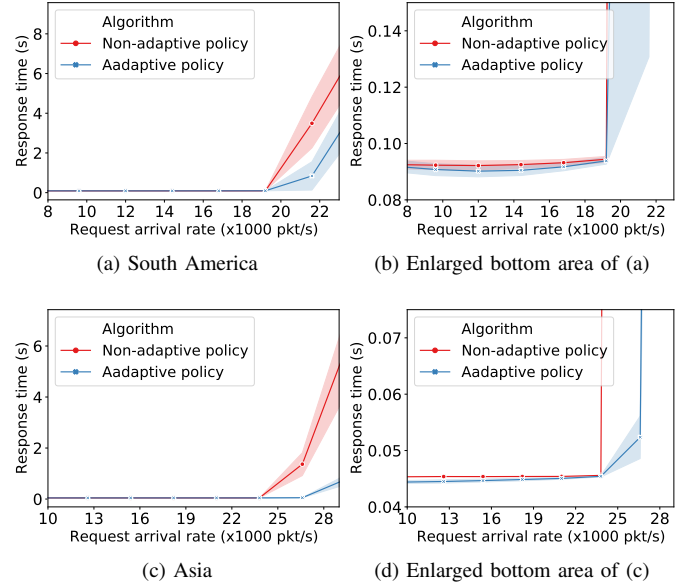 Algorithm
Non-adaptive policy
Aadaptive policy
Response time (s)
8
6
4
2
0
8 10 12 14 16 18 20 22
Request arrival rate (x1000 pkt/s)
(a) South America
Algorithm
Non-adaptive policy
Aadaptive policy
Response time (s)
0.14
0.12
0.10
0.08
8 10 12 14 16 18 20 22
Request arrival rate (x1000 pkt/s)
(b) Enlarged bottom area of (a)
Algorithm
Non-adaptive policy
Aadaptive policy
Response time (s)
6
4
2
0
10 13 16 19 22 25 28
Request arrival rate (x1000 pkt/s)
(c) Asia
Algorithm
Non-adaptive policy
Aadaptive policy
Response time (s)
0.07
0.06
0.05
0.04
10 13 16 19 22 25 28
Request arrival rate (x1000 pkt/s)
(d) Enlarged bottom area of (c)